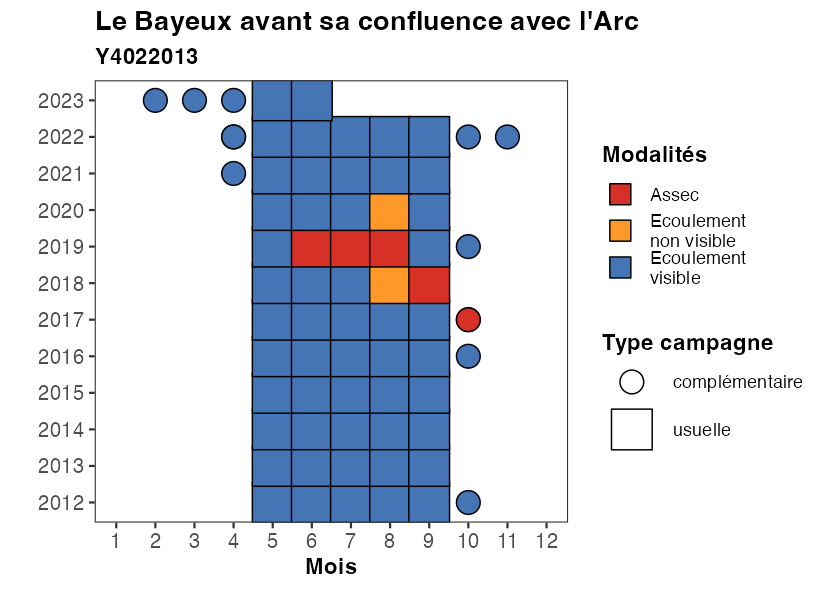 Le Bayeux avant sa confluence avec l'Arc
Y4022013
2023
2022
2021
2020
2019
2018
2017
2016
2015
2014
2013
2012
1 2 3 4 5 6 7 8 9 10 11 12
Mois
Modalités
Assec
Ecoulement
non visible
Ecoulement
visible
Type campagne
complémentaire
usuelle